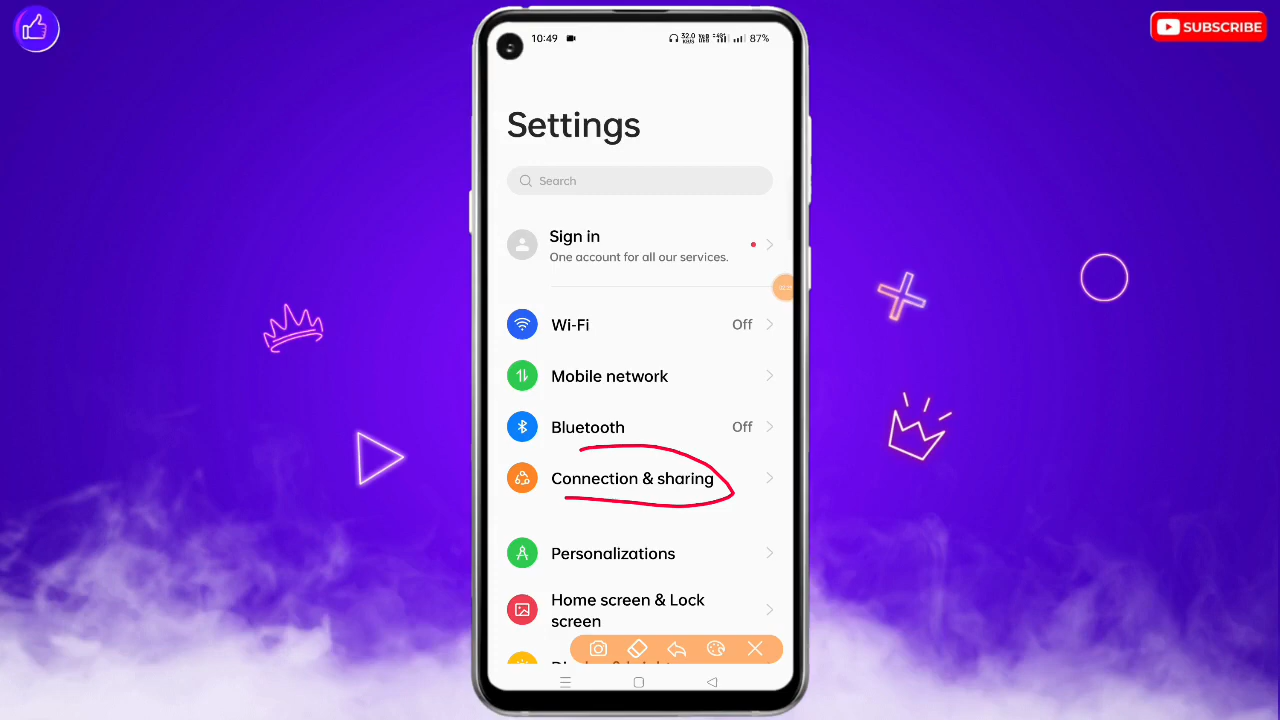 SUBSCRIBE
10:49
87%
Settings
Search
Sign in
One account for all our services.
Wi-Fi
Off
Mobile network
Bluetooth
Off
Connection & sharing
Personalizations
Home screen & Lock
screen